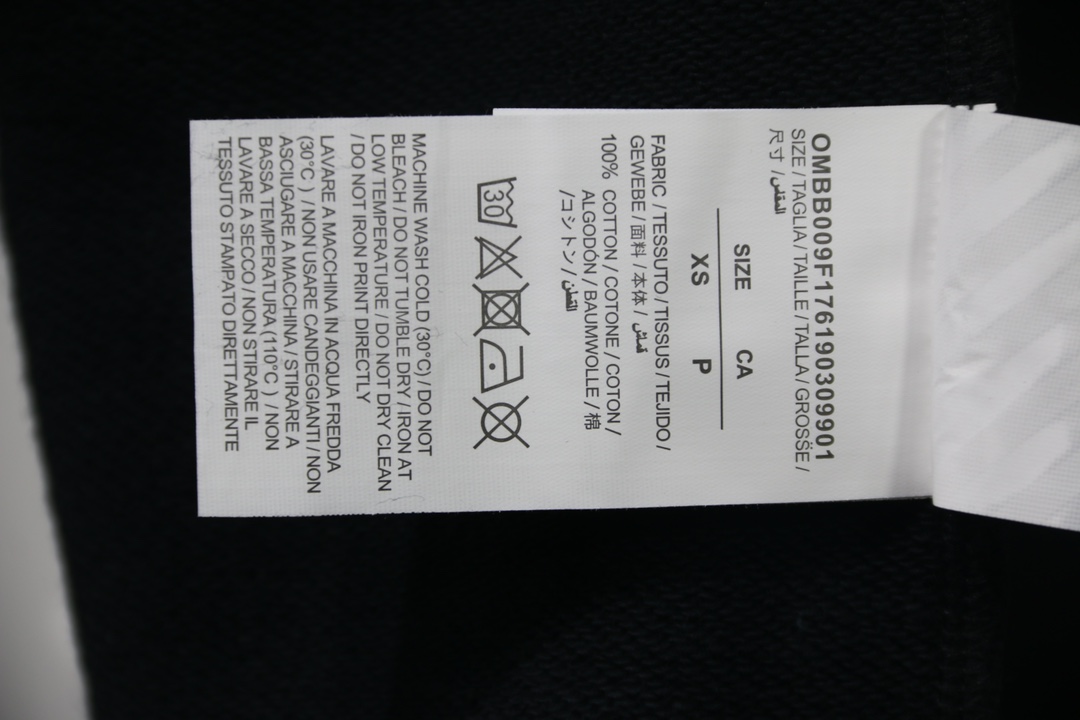 OMBB009F176190309901
SIZE / TAGLIA / TAILLE / TALLA / GROSSË /
尺寸 / المقاس
SIZE CA
XS P
FABRIC / TESSUTO / TISSUS / TEJIDO /
GEWEBE / 面料 / 本体 / قماش
100% COTTON / COTONE / COTON /
ALGODÓN / BAUMWOLLE / 棉
/コットン / القطن
30
MACHINE WASH COLD (30°C) / DO NOT
BLEACH / DO NOT TUMBLE DRY / IRON AT
LOW TEMPERATURE / DO NOT DRY CLEAN
/ DO NOT IRON PRINT DIRECTLY
LAVARE A MACCHINA IN ACQUA FREDDA
(30°C ) / NON USARE CANDEGGIANTI / NON
ASCIUGARE A MACCHINA / STIRARE A
BASSA TEMPERATURA (110°C ) / NON
LAVARE A SECCO / NON STIRARE IL
TESSUTO STAMPATO DIRETTAMENTE